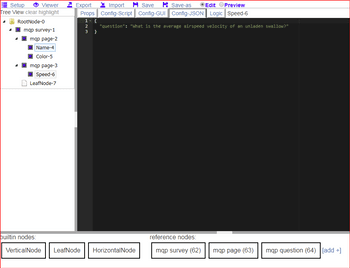 Setup Viewer Export Import Save Save-as Edit Preview
Tree View clear highlight
Props Config-Script Config-GUI Config-JSON Logic Speed-6
RootNode-0
mqp survey-1
mqp page-2
Name-4
Color-5
mqp page-3
Speed-6
LeafNode-7
1 {
2 "question": "What is the average airspeed velocity of an unladen swallow?"
3 }
builtin nodes:
reference nodes
VerticalNode LeafNode HorizontalNode mqp survey (62) mqp page (63) mqp question (64) [add +]